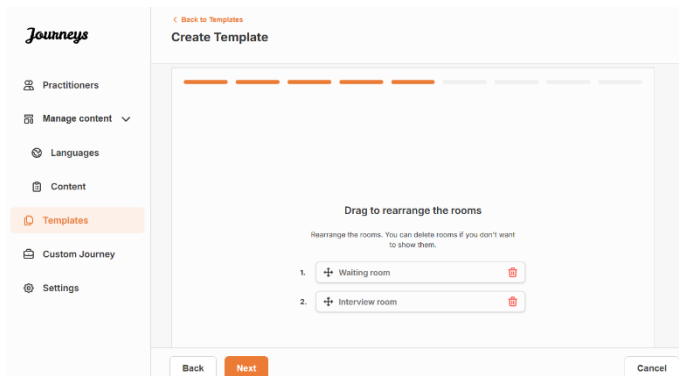 Journeys
Practitioners
Manage content
Languages
Content
Templates
Custom Journey
Settings
Back to Templates
Create Template
Drag to rearrange the rooms
Rearrange the rooms. You can delete rooms if you don't want
to show them.
1. Waiting room
2. Interview room
Back
Next
Cancel